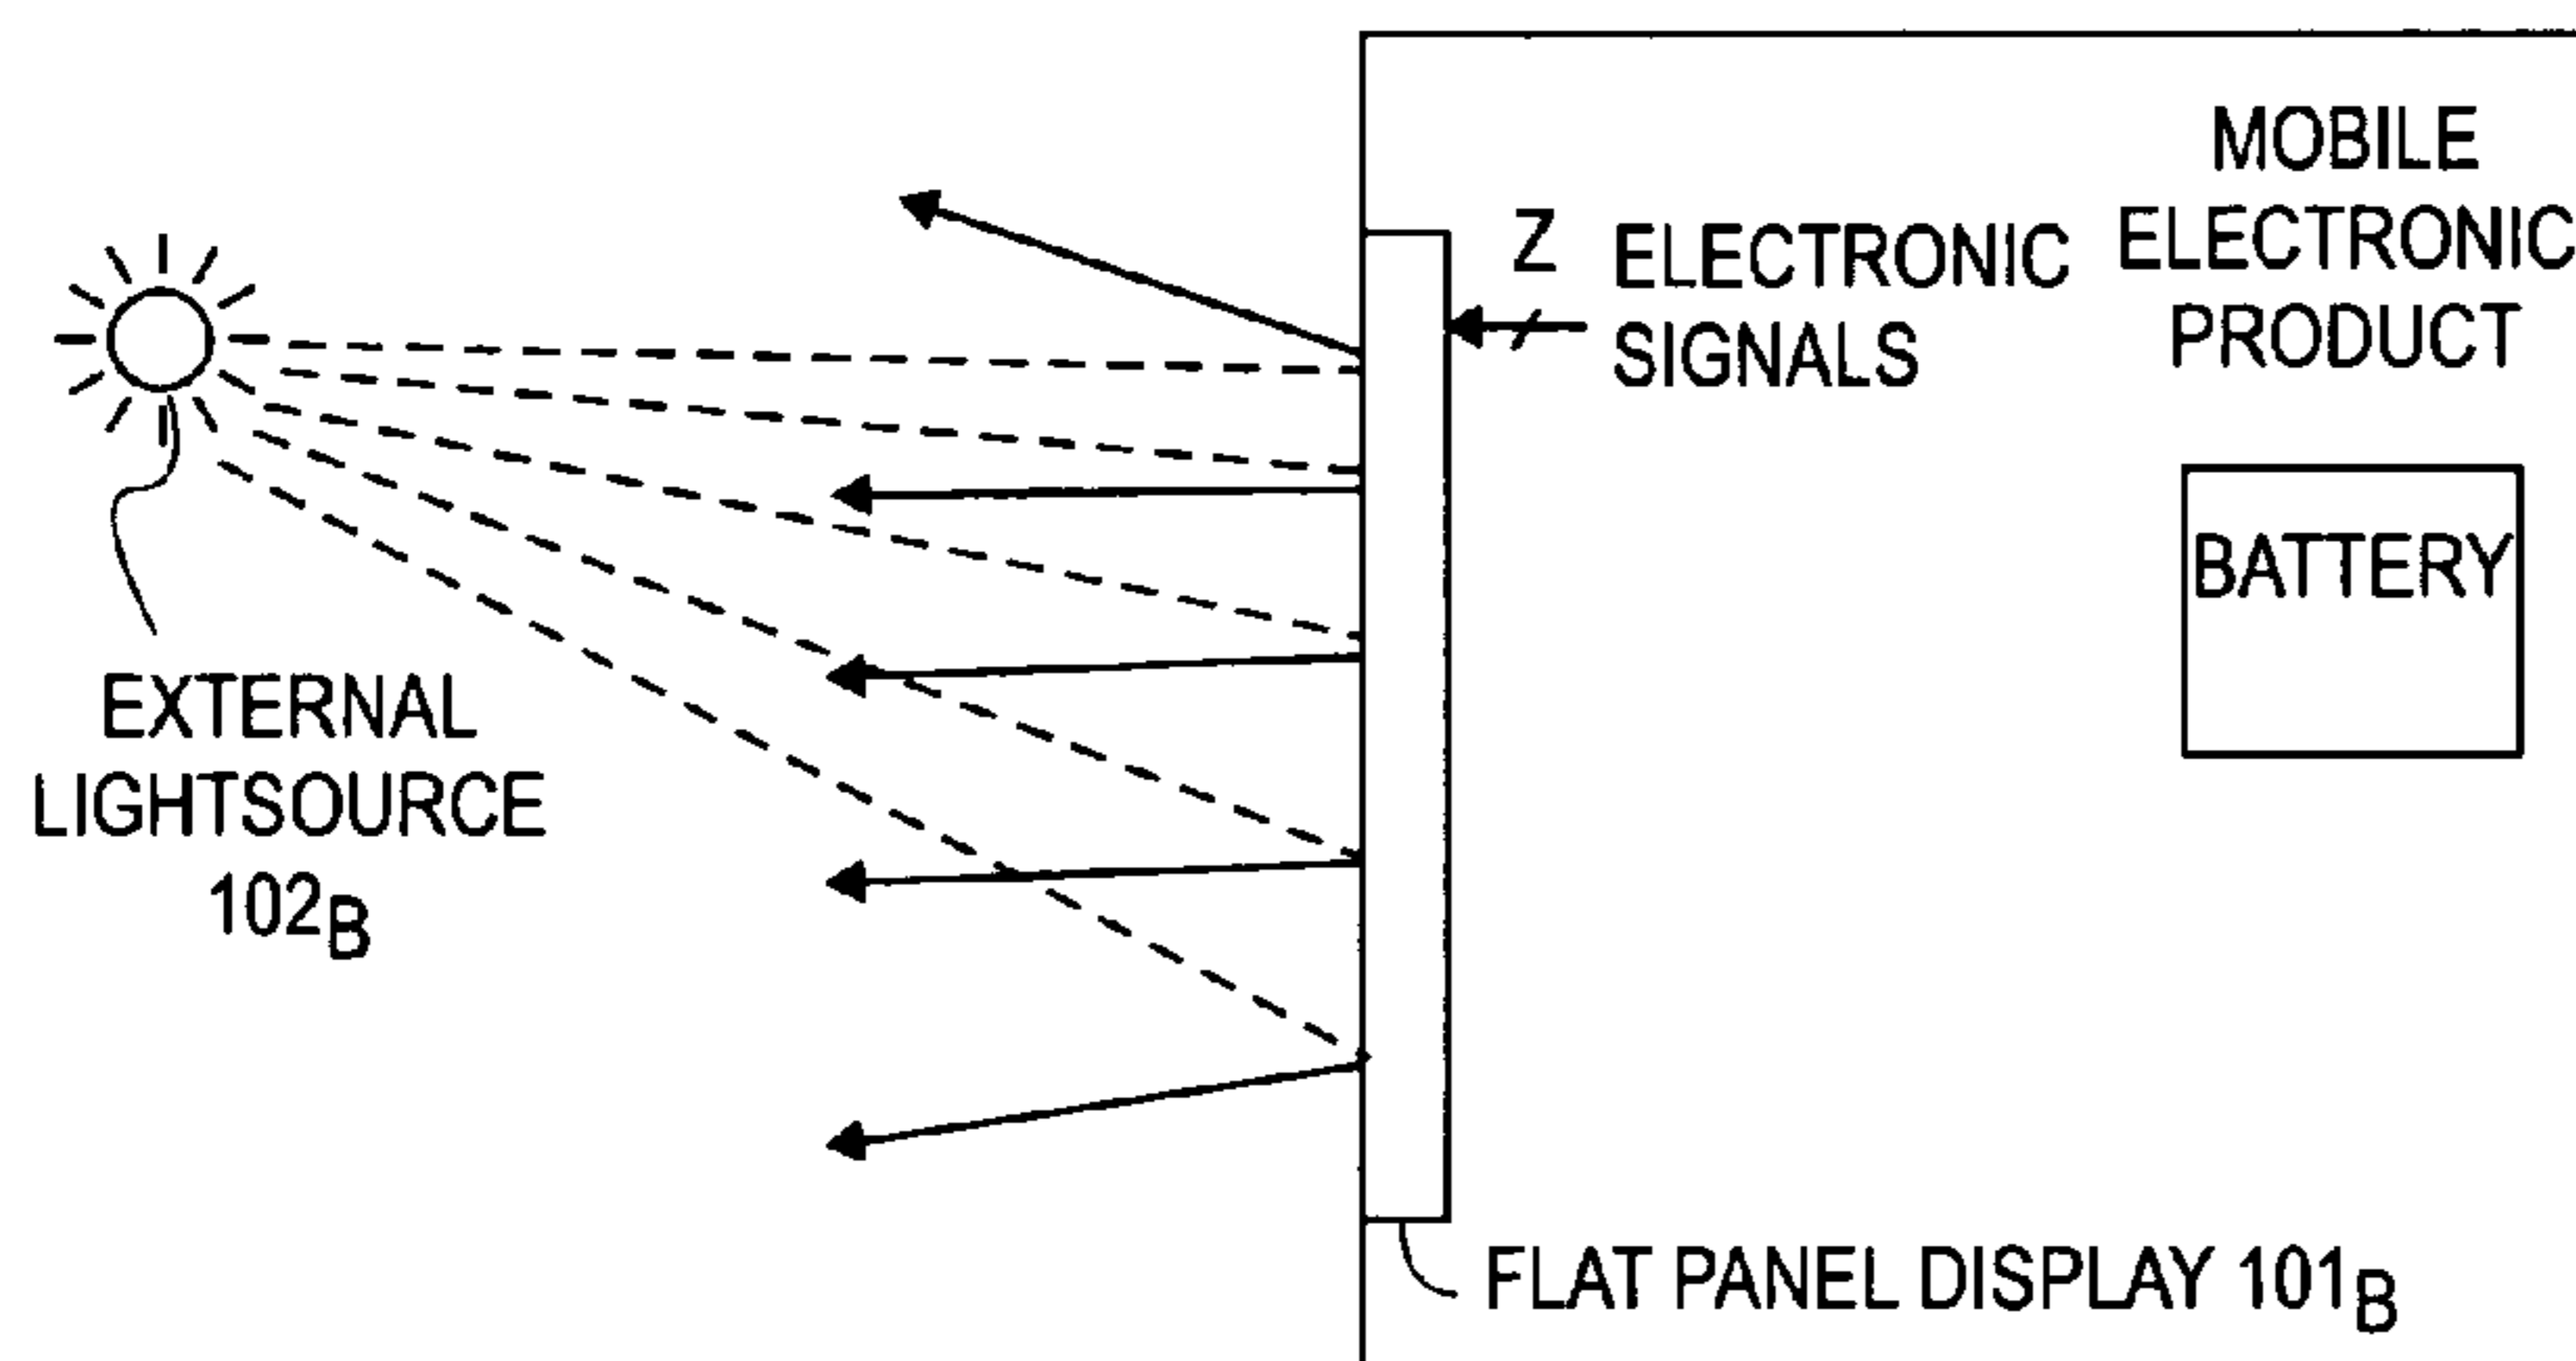 MOBILE
ELECTRONIC
PRODUCT
Z
ELECTRONIC
SIGNALS
BATTERY
EXTERNAL
LIGHTSOURCE
102B
FLAT PANEL DISPLAY 101B